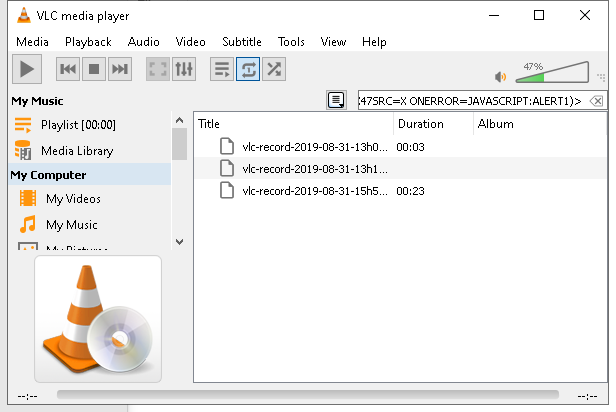 VLC media player
Media Playback Audio Video Subtitle Tools View Help
47%
My Music
Playlist [00:00]
Media Library
My Computer
My Videos
My Music
My Pictures
(47SRC=X ONERROR=JAVASCRIPT:ALERT1)>
Title Duration Album
vlc-record-2019-08-31-13h0... 00:03
vlc-record-2019-08-31-13h1...
vlc-record-2019-08-31-15h5... 00:23
--:-- --:--